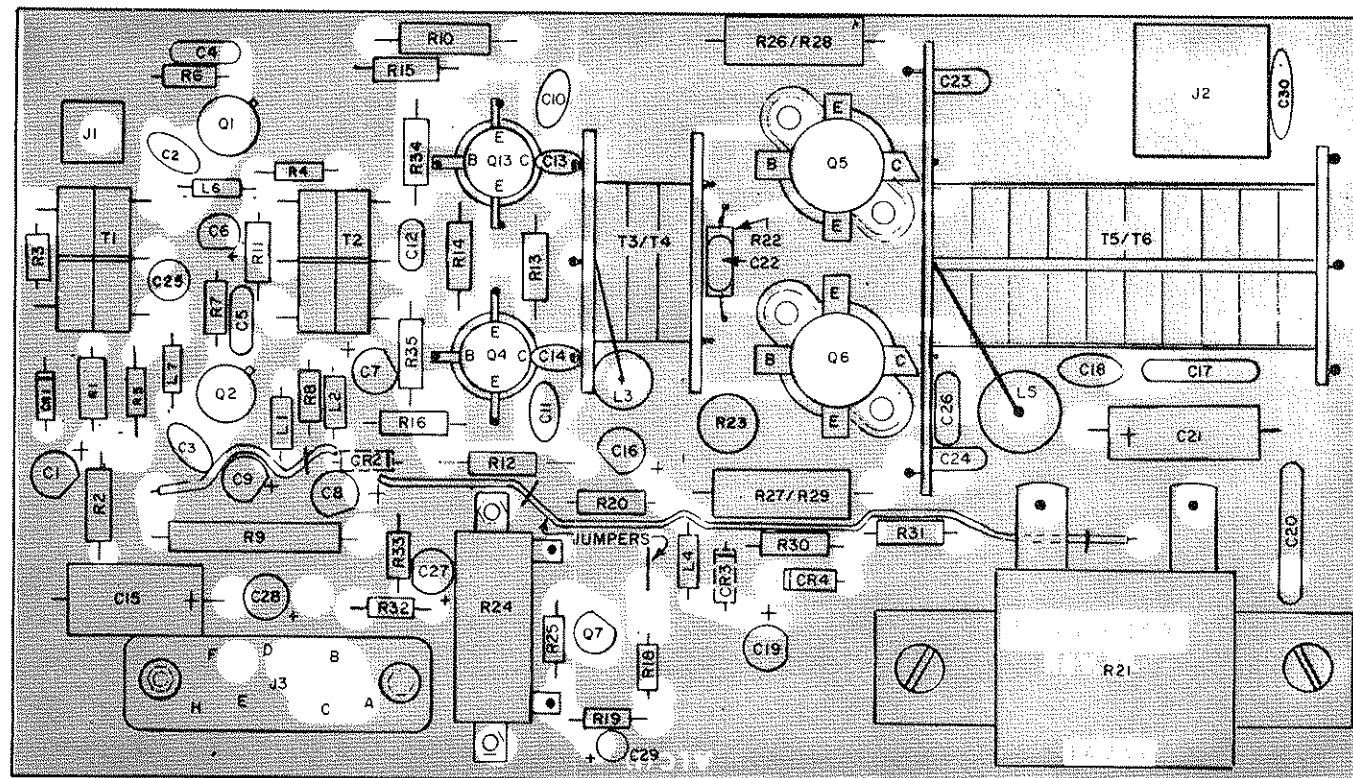 C4
R6
R10
R15
C10
R26/R28
C23
J2
C30
J1
Q1
C2
R34
E
B Q13 C
E
C13
E
B
Q5
C
E
R4
L6
R3
T1
C6
R11
T2
C12
R14
R13
T3/T4
R22
C22
T5/T6
C25
R7
C5
R35
E
B Q4 C
E
C14
E
B
Q6
C
E
R1
L7
Q2
R8
L2
C7
L1
L3
C11
R16
R23
C26
L5
C18
C17
C21
+
C1
+
R2
C3
C9
+
CR2
C8
+
R12
C16
+
C24
R20
R27/R29
R9
R33
C27
+
JUMPERS
L4
CR3
R30
CR4
R31
C20
C15
+
C28
+
R32
R24
R25
Q7
R18
C19
+
R21
F
D
B
J3
H
E
C
A
R19
C29
+